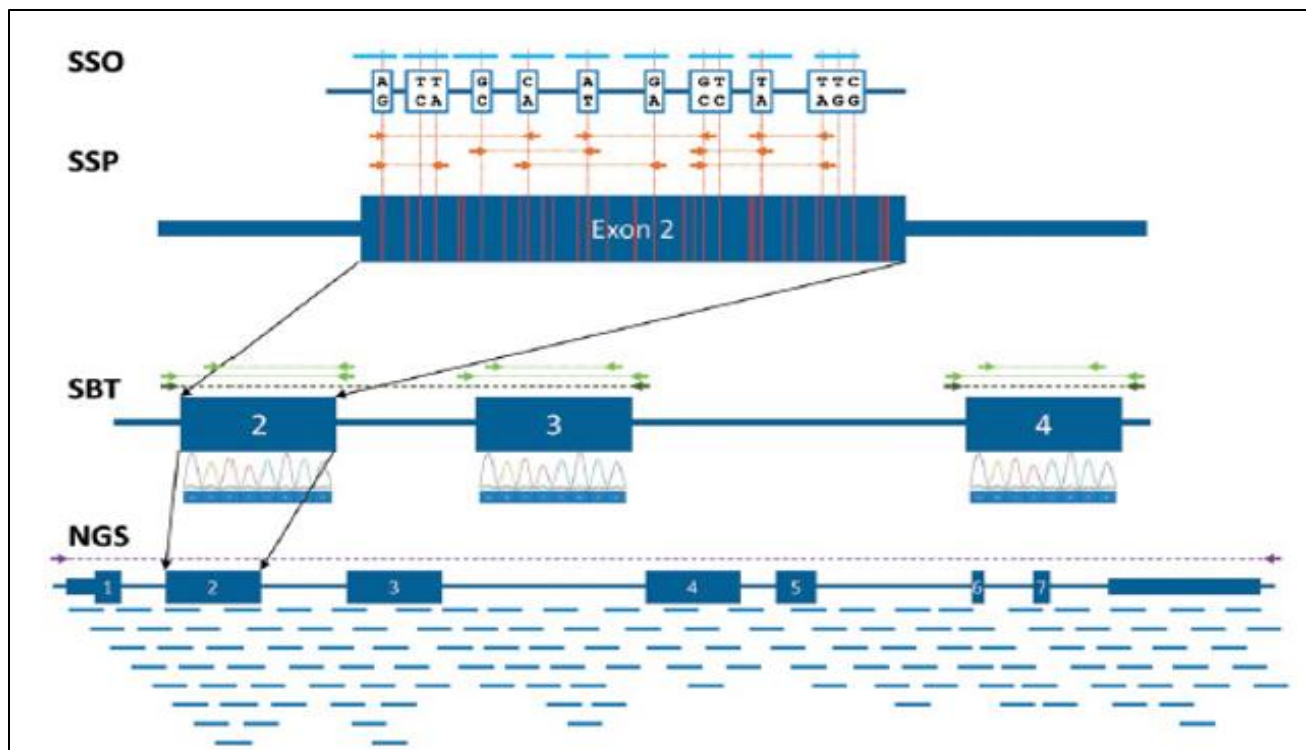 SSO
A T T G C A G G T T T T C
G C A C A T A C C A A G G
SSP
Exon 2
SBT
2 3 4
NGS
1 2 3 4 5 6 7